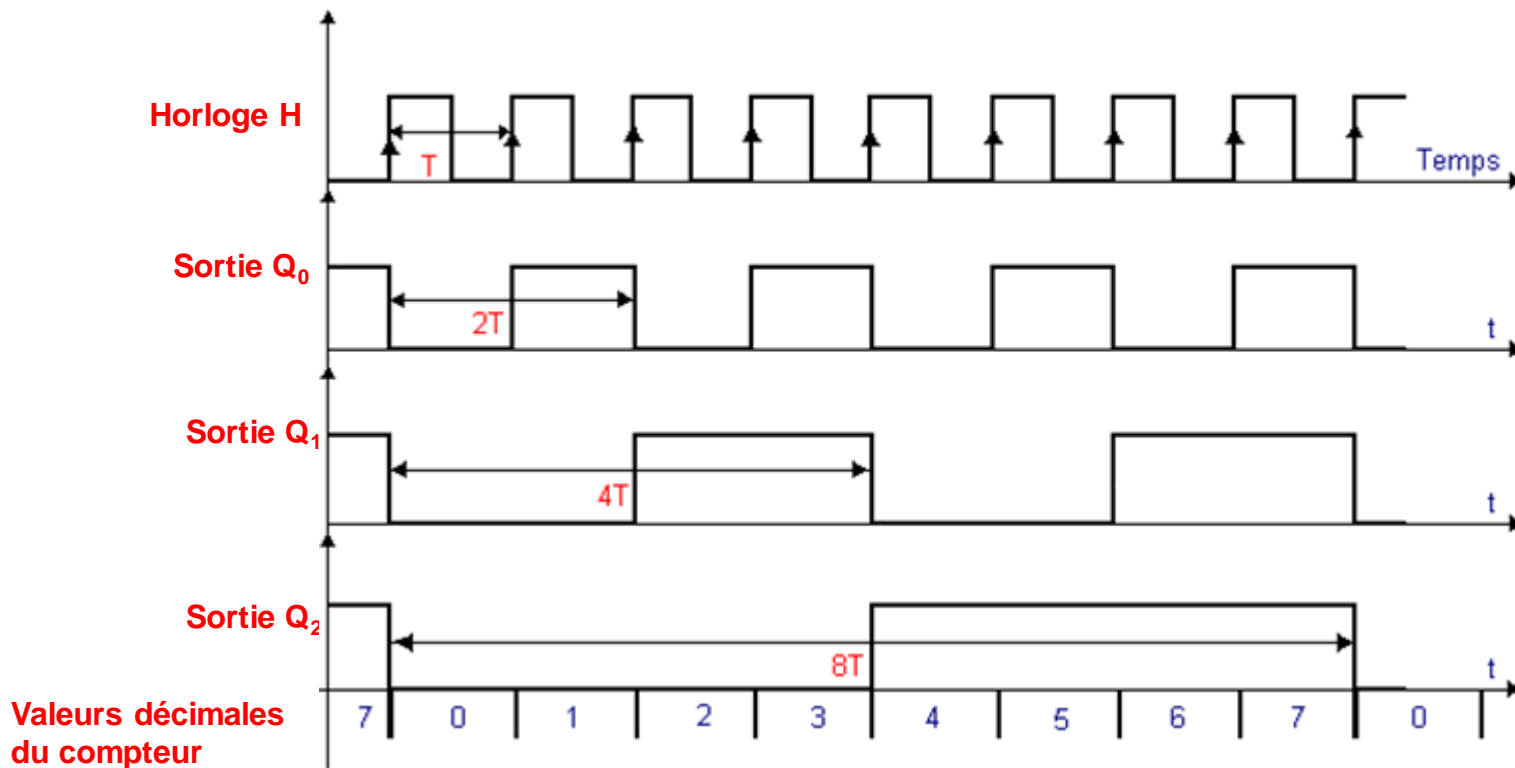 Horloge H
T
Temps
Sortie Q₀
2T
t
Sortie Q₁
4T
t
Sortie Q₂
8T
t
Valeurs décimales
du compteur
7 0 1 2 3 4 5 6 7 0